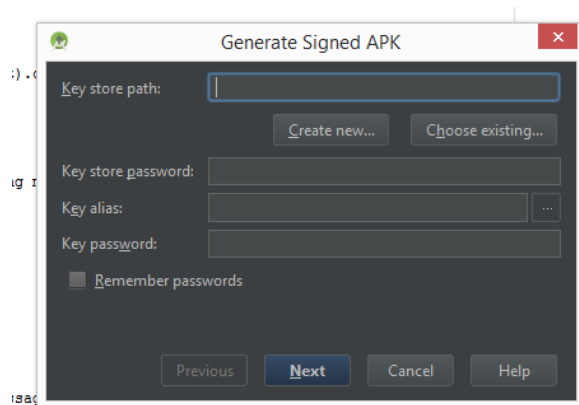 Generate Signed APK
).
Key store path:
Create new... Choose existing...
Key store password:
Key alias: ...
Key password:
Remember passwords
Previous Next Cancel Help